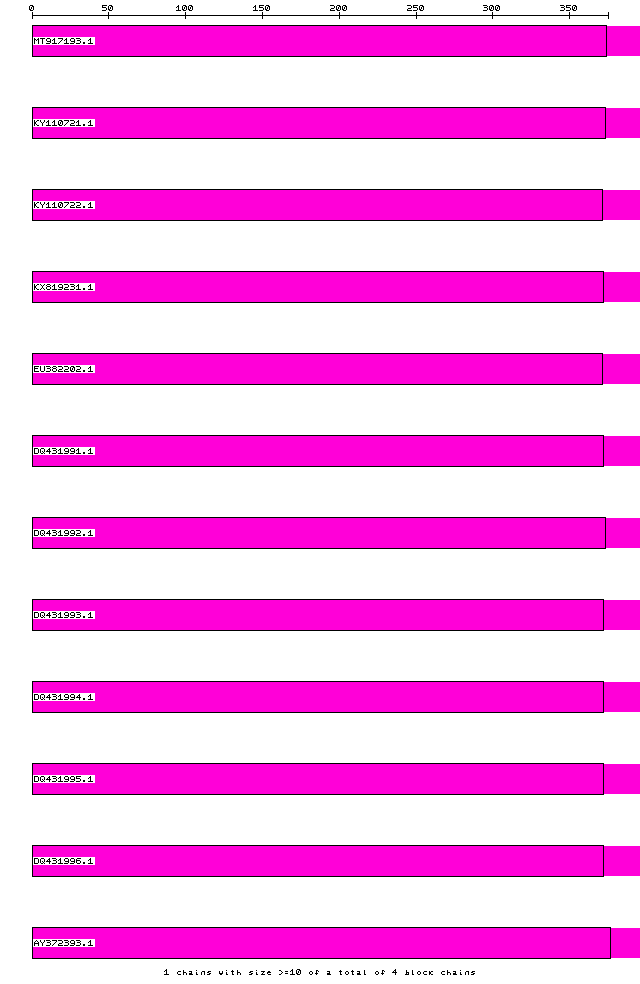 0 50 100 150 200 250 300 350
MT917193.1
KY110721.1
KY110722.1
KX819231.1
EU382202.1
DQ431991.1
DQ431992.1
DQ431993.1
DQ431994.1
DQ431995.1
DQ431996.1
AY372393.1
1 chains with size >=10 of a total of 4 block chains